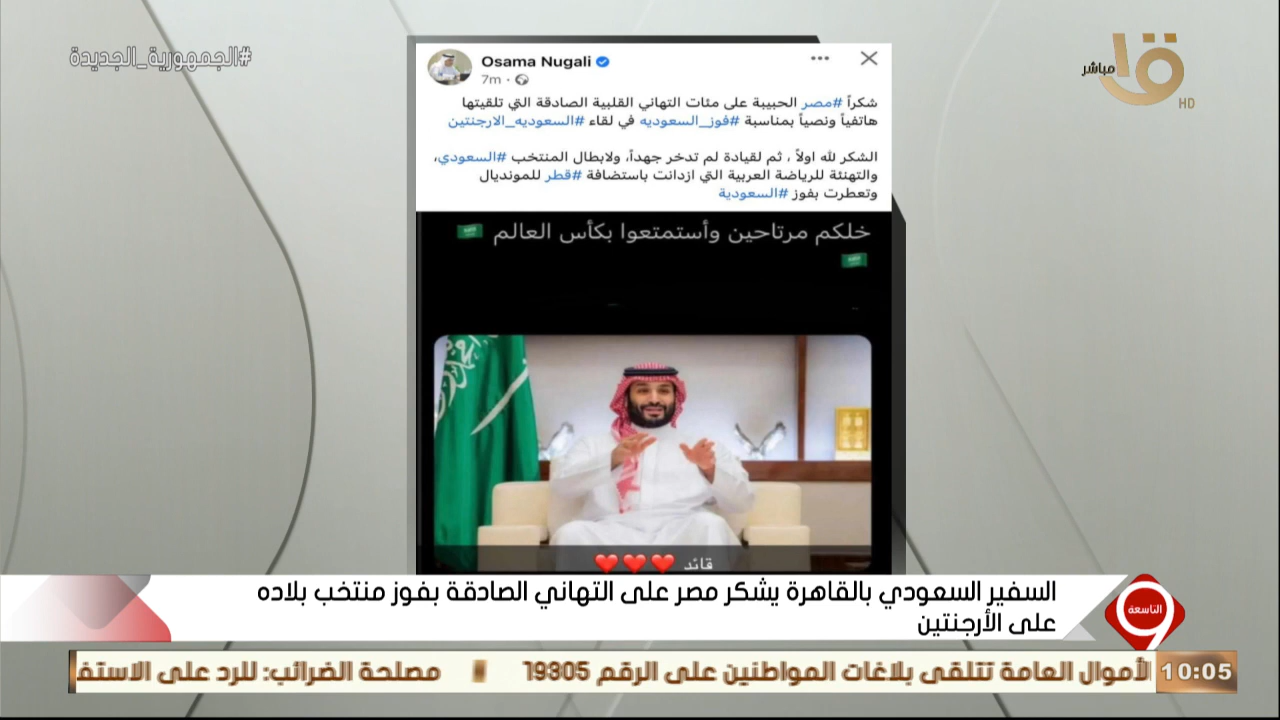 #الجمهورية_الجديدة
مباشر
HD
Osama Nugali
7m
شكراً #مصر الحبيبة على مئات التهاني القلبية الصادقة التي تلقيتها
هاتفياً ونصياً بمناسبة #فوز_السعوديه في لقاء #السعوديه_الارجنتين
الشكر لله اولاً ، ثم لقيادة لم تدخر جهداً، ولابطال المنتخب #السعودي،
والتهنئة للرياضة العربية التي ازدانت باستضافة #قطر للمونديال
وتعطرت بفوز #السعودية
خلكم مرتاحين وأستمتعوا بكأس العالم
قائد
السفير السعودي بالقاهرة يشكر مصر على التهاني الصادقة بفوز منتخب بلاده
على الأرجنتين
التاسعة
10:05
لأموال العامة تتلقى بلاغات المواطنين على الرقم 19305
مصلحة الضرائب: للرد على الاستف